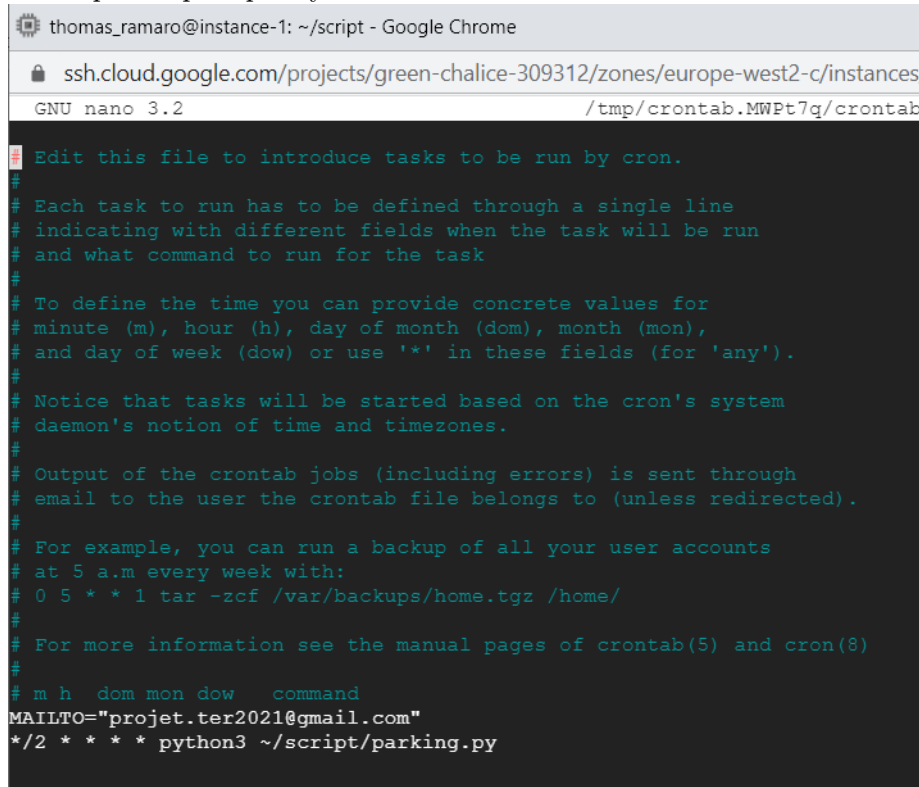 thomas_ramaro@instance-1: ~/script - Google Chrome
ssh.cloud.google.com/projects/green-chalice-309312/zones/europe-west2-c/instances
GNU nano 3.2 /tmp/crontab.MWPt7q/crontab
# Edit this file to introduce tasks to be run by cron.
#
# Each task to run has to be defined through a single line
# indicating with different fields when the task will be run
# and what command to run for the task
#
# To define the time you can provide concrete values for
# minute (m), hour (h), day of month (dom), month (mon),
# and day of week (dow) or use '*' in these fields (for 'any').
#
# Notice that tasks will be started based on the cron's system
# daemon's notion of time and timezones.
#
# Output of the crontab jobs (including errors) is sent through
# email to the user the crontab file belongs to (unless redirected).
#
# For example, you can run a backup of all your user accounts
# at 5 a.m every week with:
# 0 5 * * 1 tar -zcf /var/backups/home.tgz /home/
#
# For more information see the manual pages of crontab(5) and cron(8)
#
# m h  dom mon dow   command
MAILTO="projet.ter2021@gmail.com"
*/2 * * * * python3 ~/script/parking.py